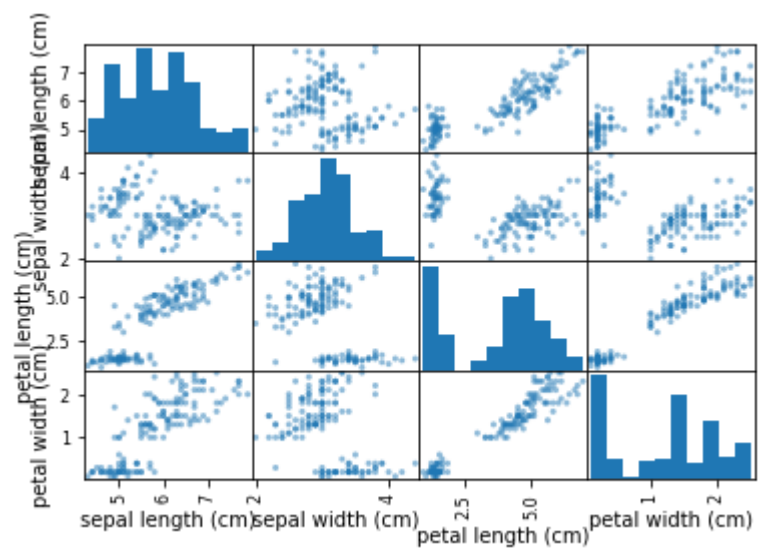 sepal length (cm)
7
6
5
sepal width (cm)
4
2
petal length (cm)
5.0
2.5
petal width (cm)
2
1
5
6
7
2
4
2.5
5.0
1
2
sepal length (cm)
sepal width (cm)
petal length (cm)
petal width (cm)